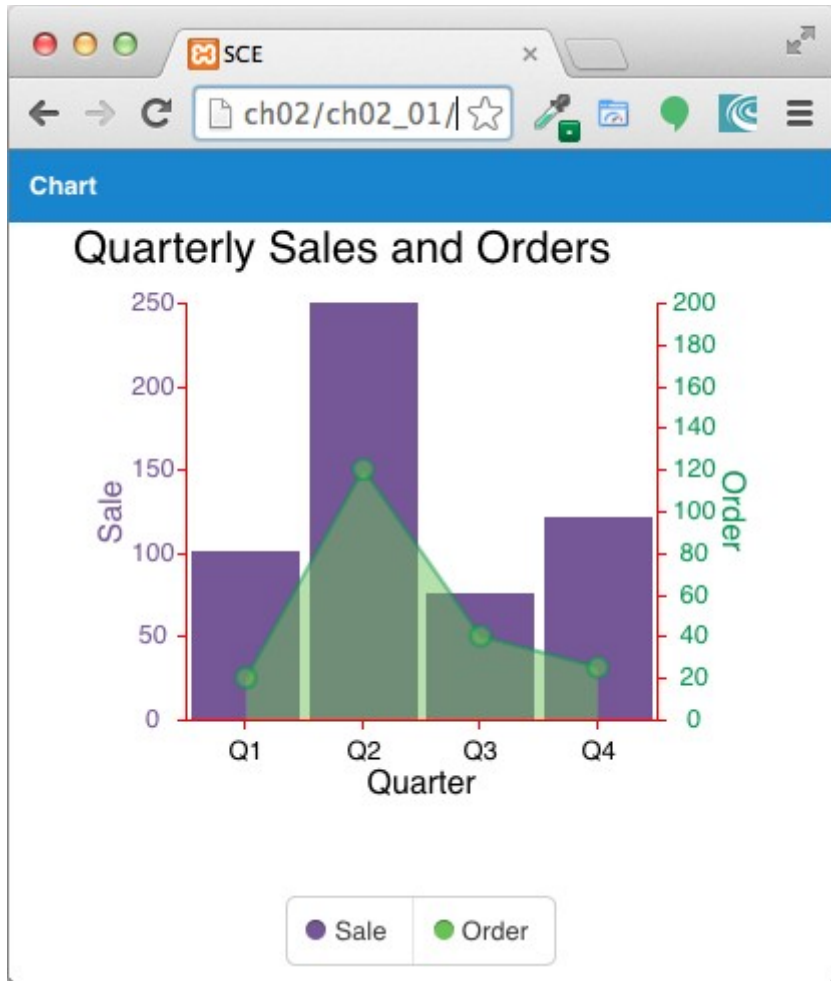 SCE
ch02/ch02_01/
Chart
Quarterly Sales and Orders
250
200
150
100
50
0
Sale
200
180
160
140
120
100
80
60
40
20
0
Order
Q1 Q2 Q3 Q4
Quarter
Sale Order